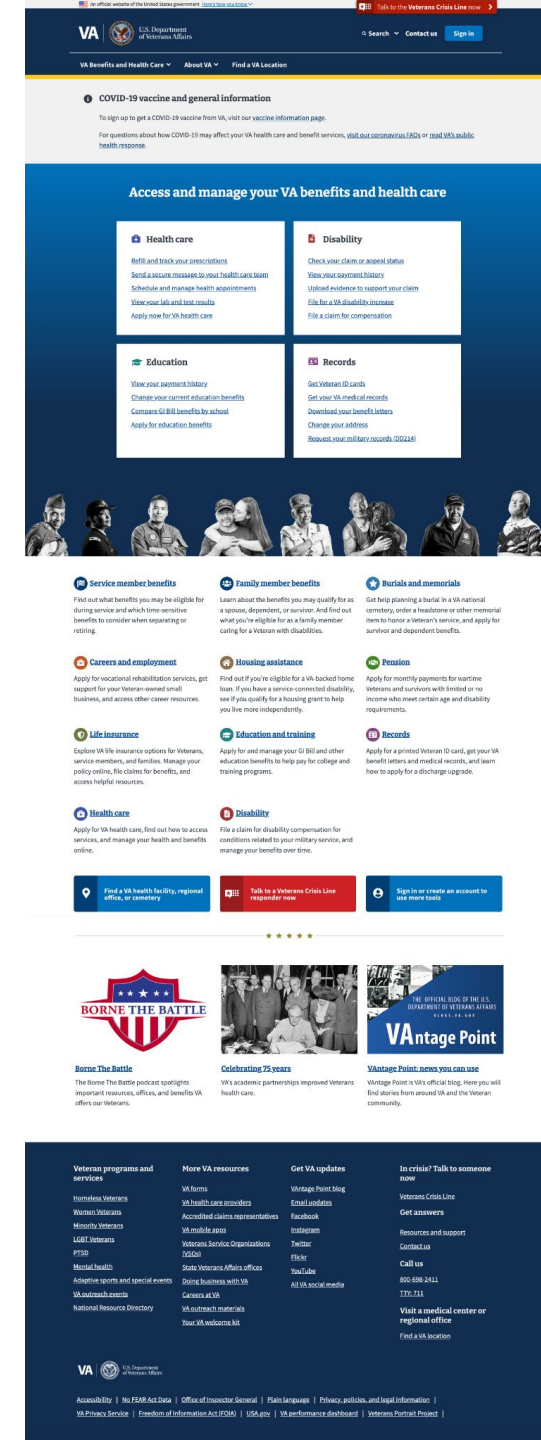 An official website of the United States government Here's how you know
Talk to the Veterans Crisis Line now
VA U.S. Department
of Veterans Affairs
Search Contact us Sign in
VA Benefits and Health Care About VA Find a VA Location
COVID-19 vaccine and general information
To sign up to get a COVID-19 vaccine from VA, visit our vaccine information page.
For questions about how COVID-19 may affect your VA health care and benefit services, visit our coronavirus FAQs or read VA's public
health response.
Access and manage your VA benefits and health care
Health care
Refill and track your prescriptions
Send a secure message to your health care team
Schedule and manage health appointments
View your lab and test results
Apply now for VA health care
Disability
Check your claim or appeal status
View your payment history
Upload evidence to support your claim
File for a VA disability increase
File a claim for compensation
Education
View your payment history
Change your current education benefits
Compare GI Bill benefits by school
Apply for education benefits
Records
Get Veteran ID cards
Get your VA medical records
Download your benefit letters
Change your address
Request your military records (DD214)
Service member benefits
Find out what benefits you may be eligible for
during service and which time-sensitive
benefits to consider when separating or
retiring.
Family member benefits
Learn about the benefits you may qualify for as
a spouse, dependent, or survivor. And find out
what you're eligible for as a family member
caring for a Veteran with disabilities.
Burials and memorials
Get help planning a burial in a VA national
cemetery, order a headstone or other memorial
item to honor a Veteran's service, and apply for
survivor and dependent benefits.
Careers and employment
Apply for vocational rehabilitation services, get
support for your Veteran-owned small
business, and access other career resources.
Housing assistance
Find out if you're eligible for a VA-backed home
loan. If you have a service-connected disability,
see if you qualify for a housing grant to help
you live more independently.
Pension
Apply for monthly payments for wartime
Veterans and survivors with limited or no
income who meet certain age and disability
requirements.
Life insurance
Explore VA life insurance options for Veterans,
service members, and families. Manage your
policy online, file claims for benefits, and
access helpful resources.
Education and training
Apply for and manage your GI Bill and other
education benefits to help pay for college and
training programs.
Records
Apply for a printed Veteran ID card, get your VA
benefit letters and medical records, and learn
how to apply for a discharge upgrade.
Health care
Apply for VA health care, find out how to access
services, and manage your health and benefits
online.
Disability
File a claim for disability compensation for
conditions related to your military service, and
manage your benefits over time.
Find a VA health facility, regional
office, or cemetery
Talk to a Veterans Crisis Line
responder now
Sign in or create an account to
use more tools
BORNE THE BATTLE
THE OFFICIAL BLOG OF THE U.S.
DEPARTMENT OF VETERANS AFFAIRS
BLOGS.VA.GOV
VAntage Point
Borne The Battle
The Borne The Battle podcast spotlights
important resources, offices, and benefits VA
offers our Veterans.
Celebrating 75 years
VA's academic partnerships improved Veterans
health care.
VAntage Point: news you can use
VAntage Point is VA's official blog. Here you will
find stories from around VA and the Veteran
community.
Veteran programs and
services
Homeless Veterans
Women Veterans
Minority Veterans
LGBT Veterans
PTSD
Mental health
Adaptive sports and special events
VA outreach events
National Resource Directory
More VA resources
VA forms
VA health care providers
Accredited claims representatives
VA mobile apps
Veterans Service Organizations
(VSOs)
State Veterans Affairs offices
Doing business with VA
Careers at VA
VA outreach materials
Your VA welcome kit
Get VA updates
VAntage Point blog
Email updates
Facebook
Instagram
Twitter
Flickr
YouTube
All VA social media
In crisis? Talk to someone
now
Veterans Crisis Line
Get answers
Resources and support
Contact us
Call us
800-698-2411
TTY: 711
Visit a medical center or
regional office
Find a VA location
VA U.S. Department
of Veterans Affairs
Accessibility | No FEAR Act Data | Office of Inspector General | Plain language | Privacy, policies, and legal information |
VA Privacy Service | Freedom of Information Act (FOIA) | USA.gov | VA performance dashboard | Veterans Portrait Project |